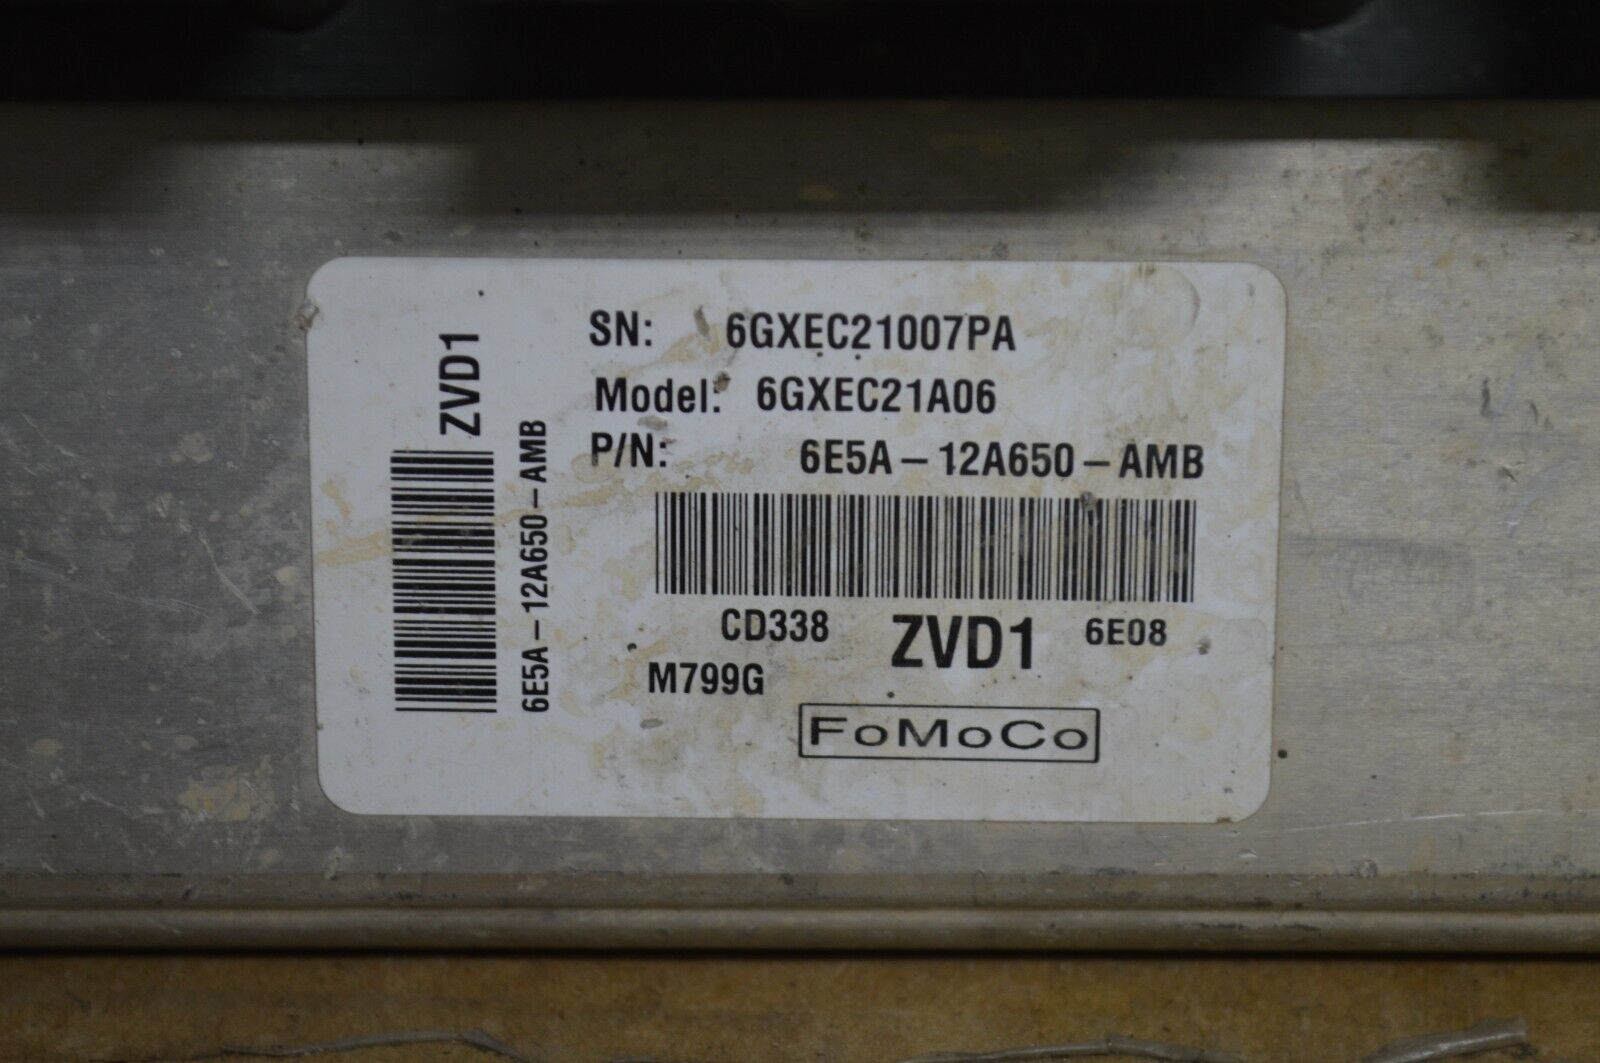 SN: 6GXEC21007PA
Model: 6GXEC21A06
P/N: 6E5A-12A650-AMB
CD338 ZVD1 6E08
M799G
FoMoCo
ZVD1
6E5A-12A650-AMB